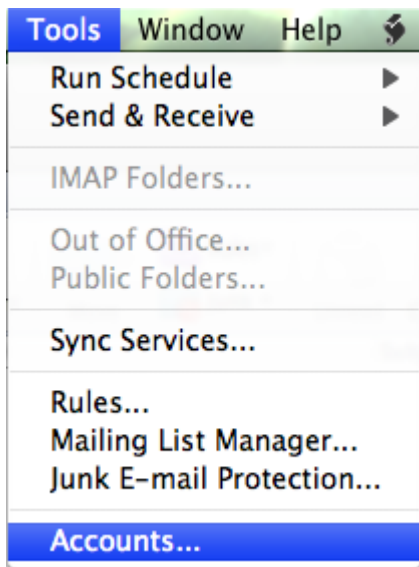 Tools Window Help
Run Schedule
Send & Receive
IMAP Folders...
Out of Office...
Public Folders...
Sync Services...
Rules...
Mailing List Manager...
Junk E-mail Protection...
Accounts...